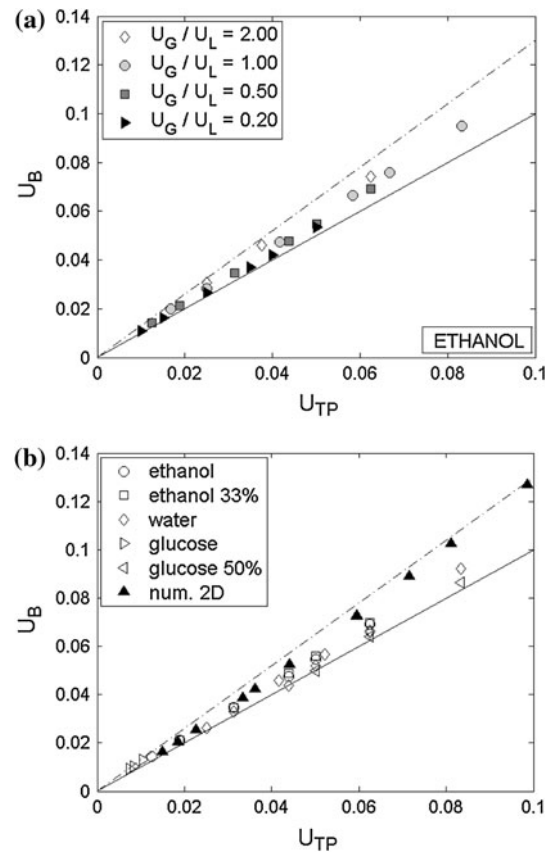 (a)
0.14
0.12
0.1
0.08
0.06
0.04
0.02
0
U_B
U_G / U_L = 2.00
U_G / U_L = 1.00
U_G / U_L = 0.50
U_G / U_L = 0.20
ETHANOL
0 0.02 0.04 0.06 0.08 0.1
U_TP
(b)
0.14
0.12
0.1
0.08
0.06
0.04
0.02
0
U_B
ethanol
ethanol 33%
water
glucose
glucose 50%
num. 2D
0 0.02 0.04 0.06 0.08 0.1
U_TP